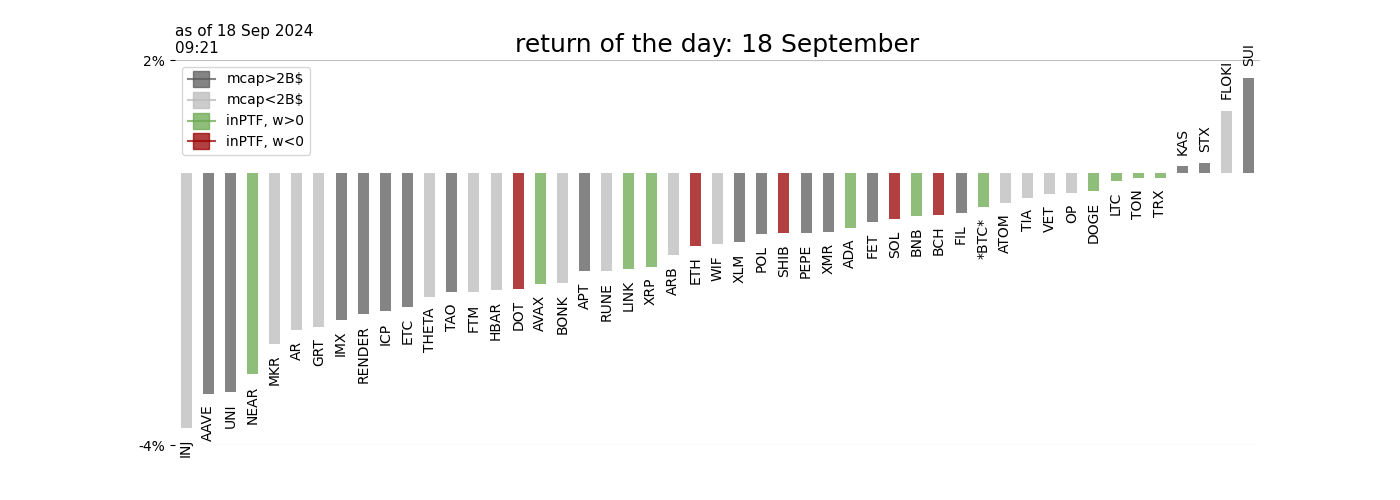 as of 18 Sep 2024
09:21
return of the day: 18 September
2%
mcap>2B$
mcap<2B$
inPTF, w>0
inPTF, w<0
-4%
INJ
AAVE
UNI
NEAR
MKR
AR
GRT
IMX
RENDER
ICP
ETC
THETA
TAO
FTM
HBAR
DOT
AVAX
BONK
APT
RUNE
LINK
XRP
ARB
ETH
WIF
XLM
POL
SHIB
PEPE
XMR
ADA
FET
SOL
BNB
BCH
FIL
*BTC*
ATOM
TIA
VET
OP
DOGE
LTC
TON
TRX
KAS
STX
FLOKI
SUI